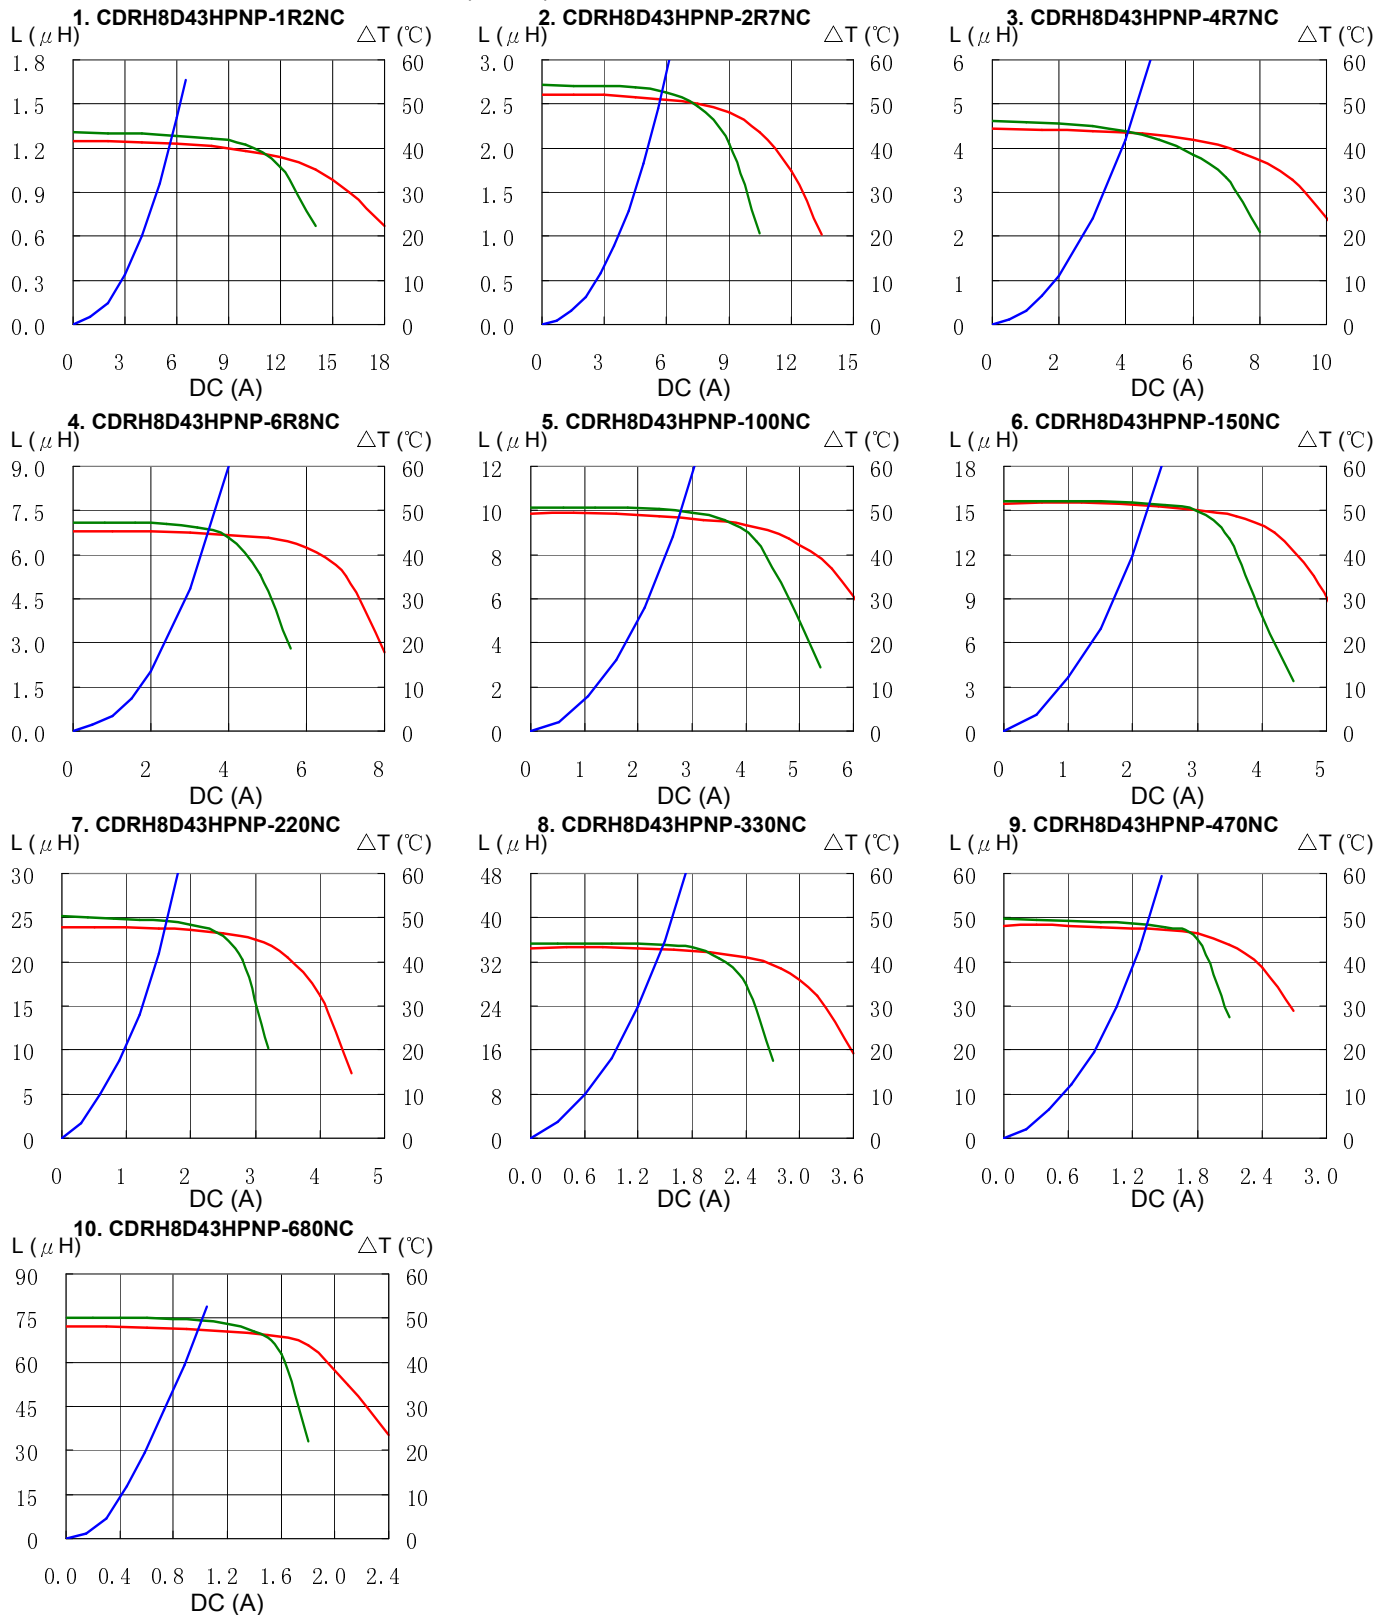 1. CDRH8D43HPNP-1R2NC
L (μH) △T (℃)
1.8 60
1.5 50
1.2 40
0.9 30
0.6 20
0.3 10
0.0 0
0 3 6 9 12 15 18
DC (A)
2. CDRH8D43HPNP-2R7NC
L (μH) △T (℃)
3.0 60
2.5 50
2.0 40
1.5 30
1.0 20
0.5 10
0.0 0
0 3 6 9 12 15
DC (A)
3. CDRH8D43HPNP-4R7NC
L (μH) △T (℃)
6 60
5 50
4 40
3 30
2 20
1 10
0 0
0 2 4 6 8 10
DC (A)
4. CDRH8D43HPNP-6R8NC
L (μH) △T (℃)
9.0 60
7.5 50
6.0 40
4.5 30
3.0 20
1.5 10
0.0 0
0 2 4 6 8
DC (A)
5. CDRH8D43HPNP-100NC
L (μH) △T (℃)
12 60
10 50
8 40
6 30
4 20
2 10
0 0
0 1 2 3 4 5 6
DC (A)
6. CDRH8D43HPNP-150NC
L (μH) △T (℃)
18 60
15 50
12 40
9 30
6 20
3 10
0 0
0 1 2 3 4 5
DC (A)
7. CDRH8D43HPNP-220NC
L (μH) △T (℃)
30 60
25 50
20 40
15 30
10 20
5 10
0 0
0 1 2 3 4 5
DC (A)
8. CDRH8D43HPNP-330NC
L (μH) △T (℃)
48 60
40 50
32 40
24 30
16 20
8 10
0 0
0.0 0.6 1.2 1.8 2.4 3.0 3.6
DC (A)
9. CDRH8D43HPNP-470NC
L (μH) △T (℃)
60 60
50 50
40 40
30 30
20 20
10 10
0 0
0.0 0.6 1.2 1.8 2.4 3.0
DC (A)
10. CDRH8D43HPNP-680NC
L (μH) △T (℃)
90 60
75 50
60 40
45 30
30 20
15 10
0 0
0.0 0.4 0.8 1.2 1.6 2.0 2.4
DC (A)